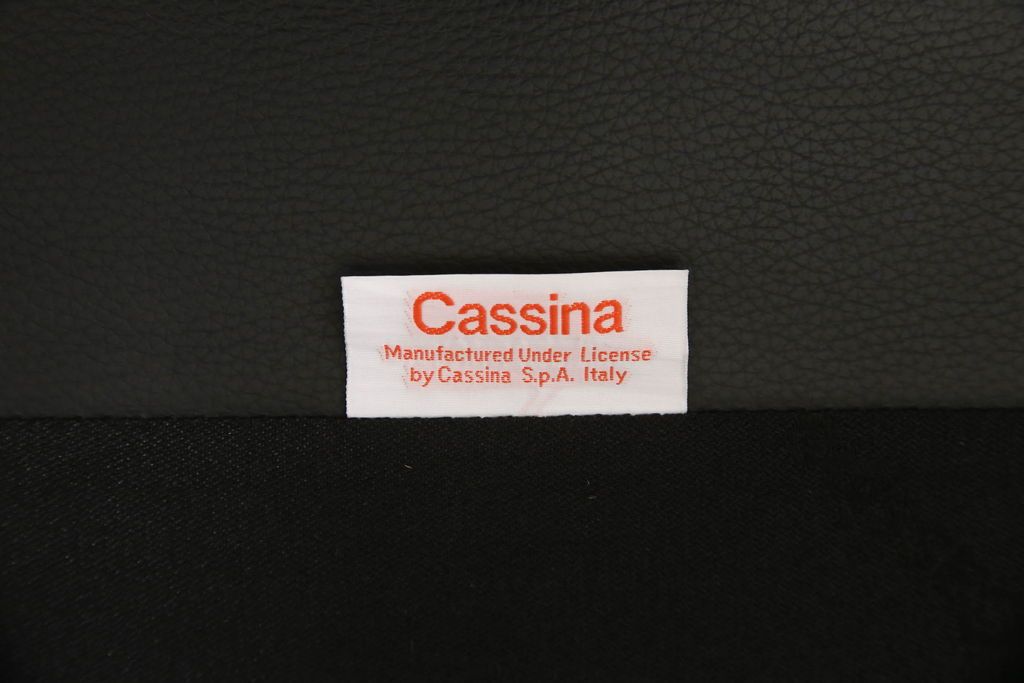 Cassina
Manufactured Under License
by Cassina S.p.A. Italy